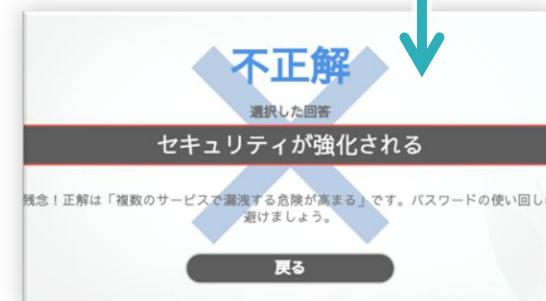 不正解
選択した回答
セキュリティが強化される
残念！正解は「複数のサービスで漏洩する危険が高まる」です。パスワードの使い回し
避けましょう。
戻る